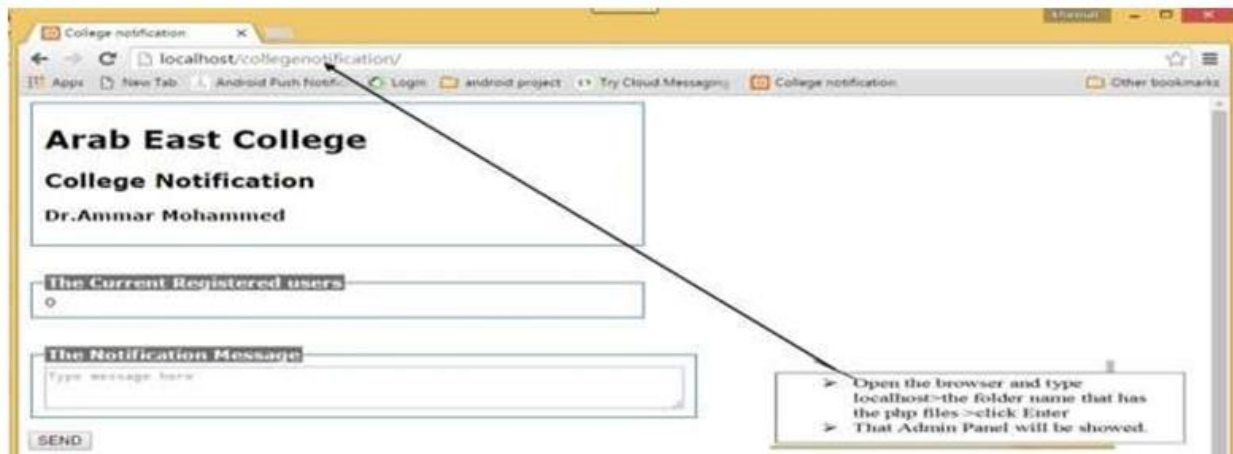 College notification
localhost/collegenotification/
Apps New Tab Android Push Notific Login android project Try Cloud Messaging College notification Other bookmarks
Arab East College
College Notification
Dr.Ammar Mohammed
The Current Registered users
0
The Notification Message
Type message here
SEND
➢ Open the browser and type
localhost>the folder name that has
the php files >click Enter
➢ That Admin Panel will be showed.